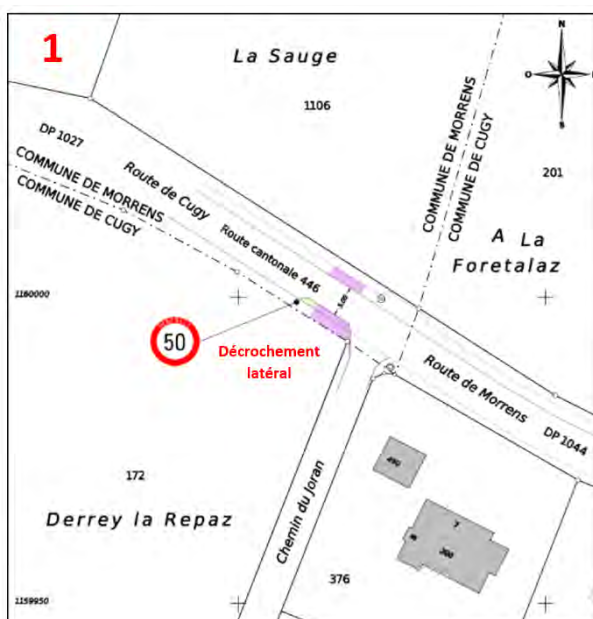 1
La Sauge
1106
N
O
E
S
DP 1027
COMMUNE DE MORRENS
COMMUNE DE CUGY
Route de Cugy
Route cantonale 446
COMMUNE DE MORRENS
COMMUNE DE CUGY
201
A La
Foretalaz
1160000
5.00
50
Décrochement
latéral
Route de Morrens
DP 1044
172
Derrey la Repaz
Chemin du Joran
7
376
1159950